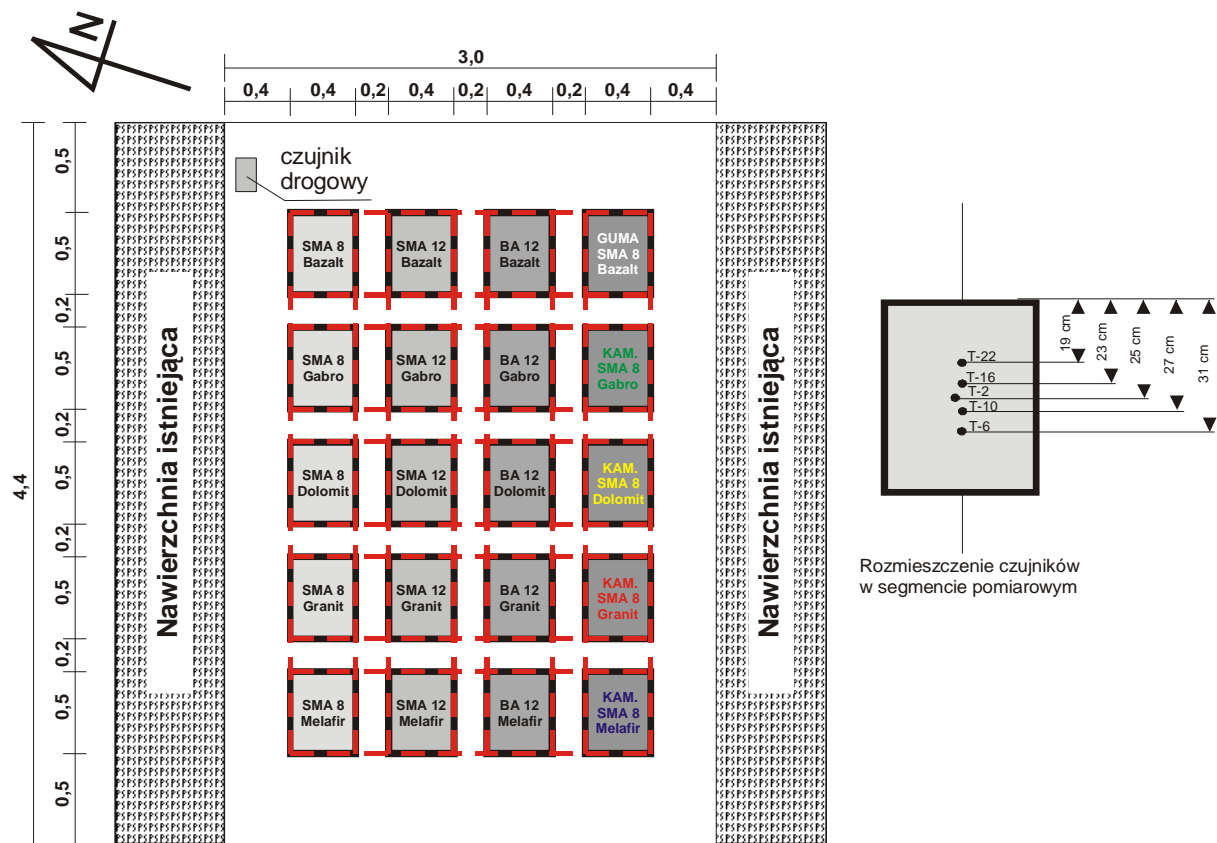 N
3,0
0,4 0,4 0,2 0,4 0,2 0,4 0,2 0,4 0,4
4,4
0,5
0,5
0,2
0,5
0,2
0,5
0,2
0,5
0,2
0,5
0,5
Nawierzchnia istniejąca
czujnik
drogowy
SMA 8
Bazalt
SMA 12
Bazalt
BA 12
Bazalt
GUMA
SMA 8
Bazalt
SMA 8
Gabro
SMA 12
Gabro
BA 12
Gabro
KAM.
SMA 8
Gabro
SMA 8
Dolomit
SMA 12
Dolomit
BA 12
Dolomit
KAM.
SMA 8
Dolomit
SMA 8
Granit
SMA 12
Granit
BA 12
Granit
KAM.
SMA 8
Granit
SMA 8
Melafir
SMA 12
Melafir
BA 12
Melafir
KAM.
SMA 8
Melafir
Nawierzchnia istniejąca
T-22
T-16
T-2
T-10
T-6
19 cm
23 cm
25 cm
27 cm
31 cm
Rozmieszczenie czujników
w segmencie pomiarowym